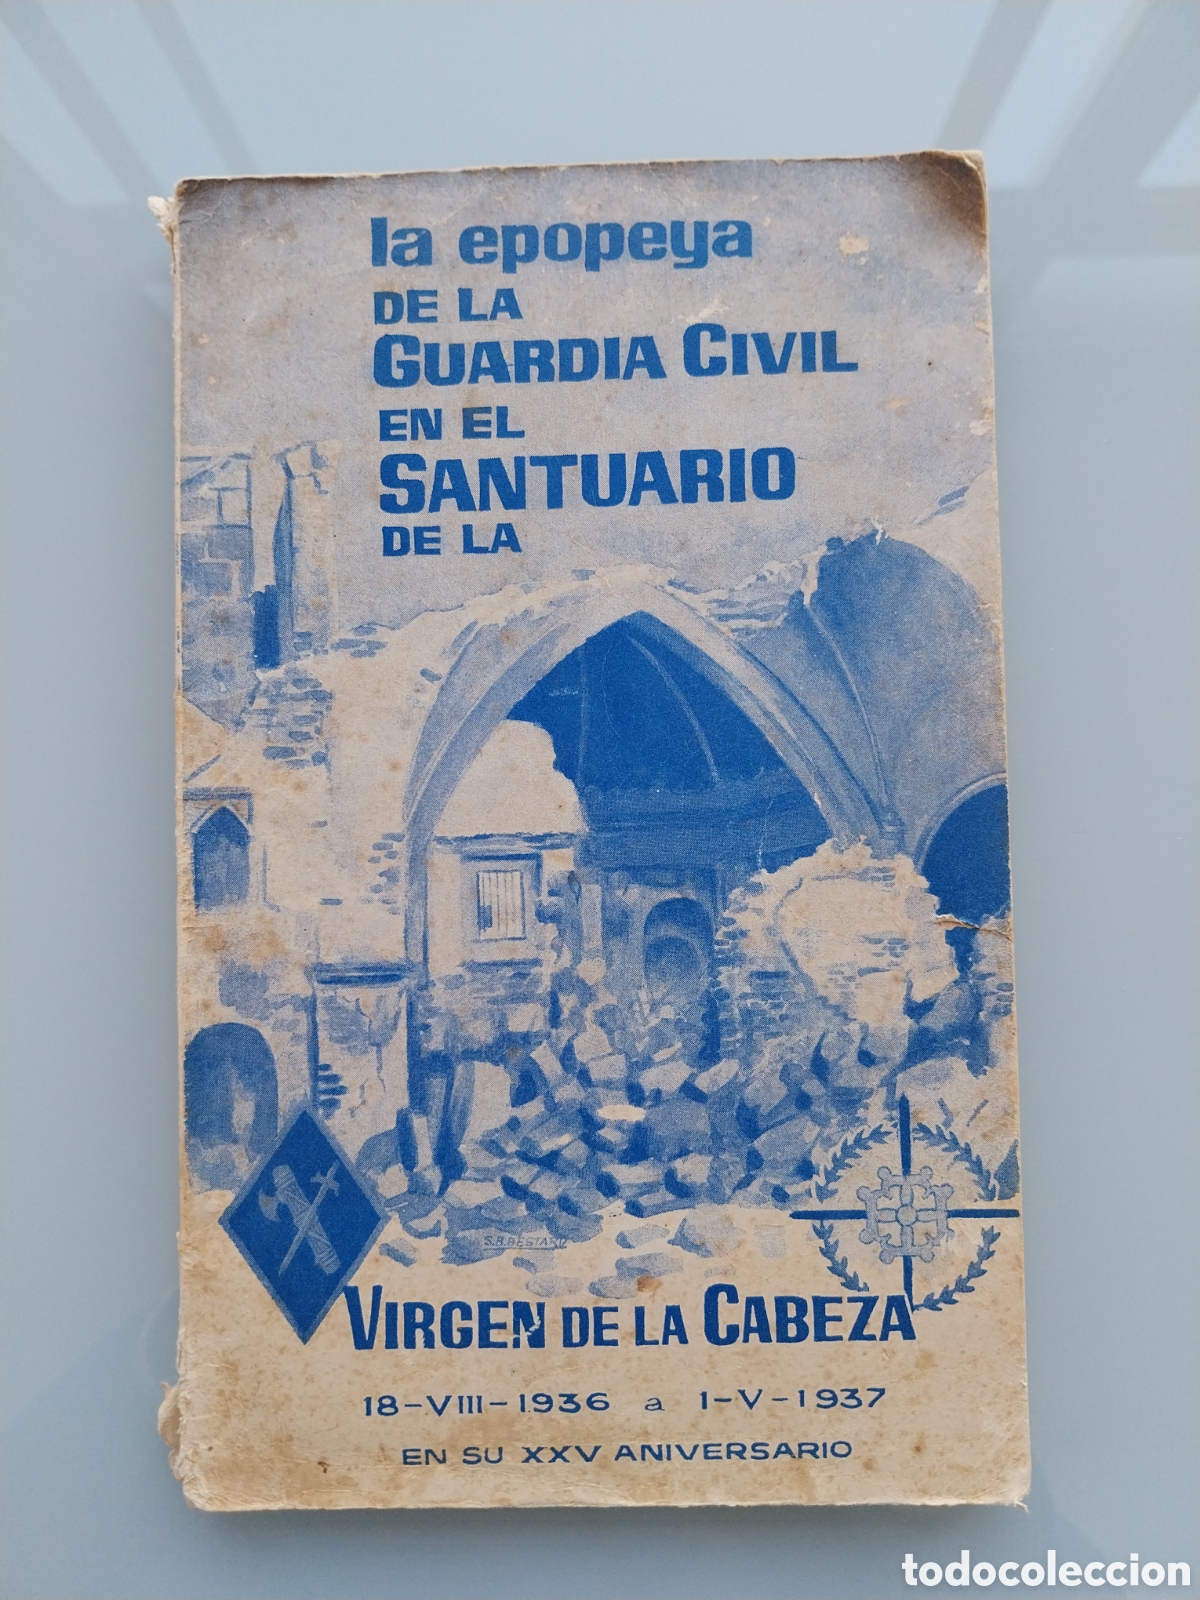 la epopeya
DE LA
GUARDIA CIVIL
EN EL
SANTUARIO
DE LA
S.B.BESTARD
VIRGEN DE LA CABEZA
18-VIII-1936 a 1-V-1937
EN SU XXV ANIVERSARIO
todocoleccion